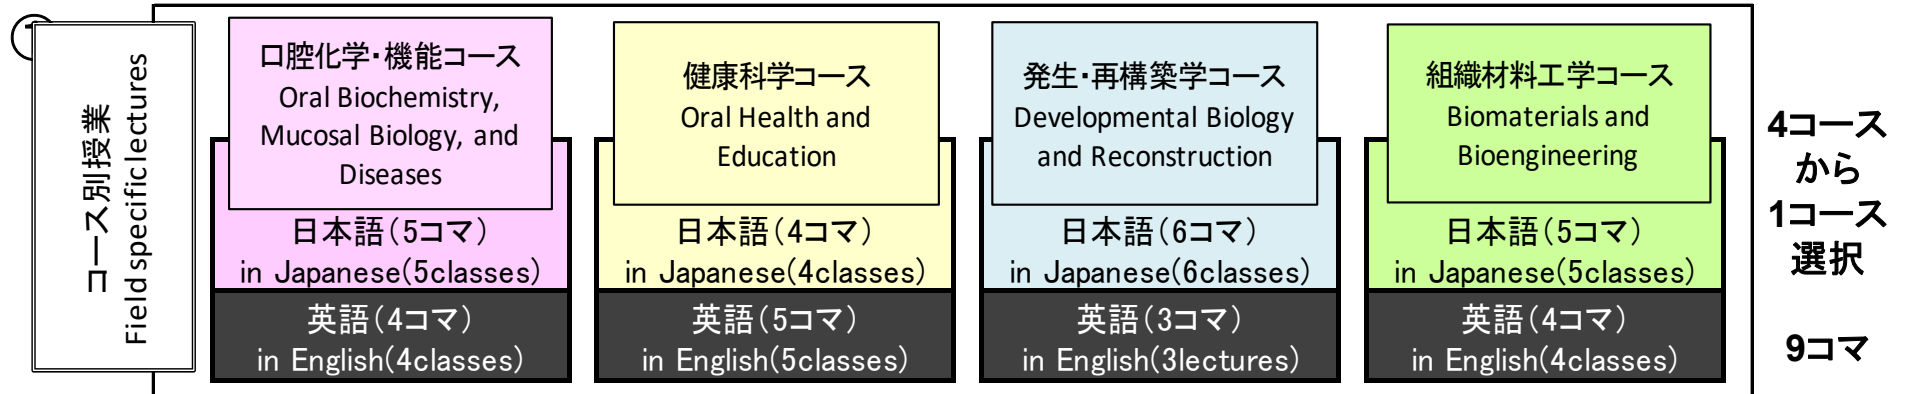 コース別授業
Field specific lectures
口腔化学・機能コース
Oral Biochemistry,
Mucosal Biology, and
Diseases
日本語(5コマ)
in Japanese(5classes)
英語(4コマ)
in English(4classes)
健康科学コース
Oral Health and
Education
日本語(4コマ)
in Japanese(4classes)
英語(5コマ)
in English(5classes)
発生・再構築学コース
Developmental Biology
and Reconstruction
日本語(6コマ)
in Japanese(6classes)
英語(3コマ)
in English(3lectures)
組織材料工学コース
Biomaterials and
Bioengineering
日本語(5コマ)
in Japanese(5classes)
英語(4コマ)
in English(4classes)
4コース
から
1コース
選択
9コマ